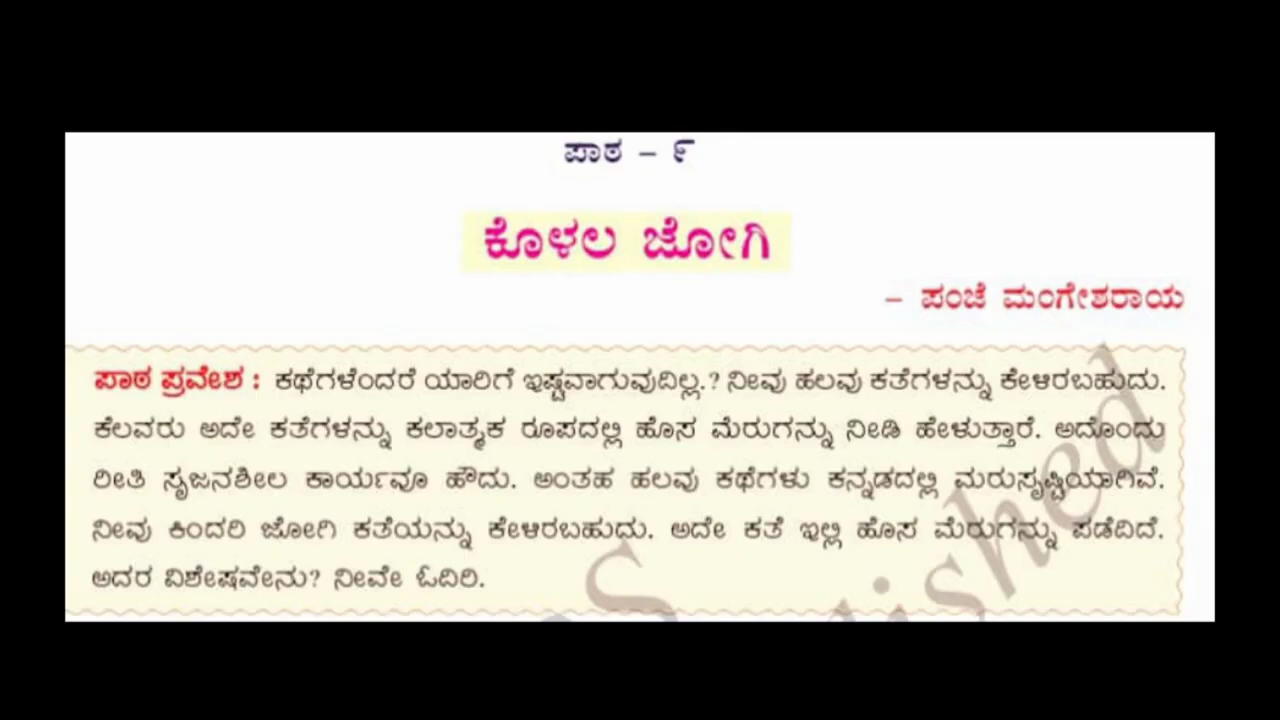 ಪಾಠ – ೯
ಕೊಳಲ ಜೋಗಿ
– ಪಂಜೆ ಮಂಗೇಶರಾಯ
ಪಾಠ ಪ್ರವೇಶ : ಕಥೆಗಳೆಂದರೆ ಯಾರಿಗೆ ಇಷ್ಟವಾಗುವುದಿಲ್ಲ.? ನೀವು ಹಲವು ಕತೆಗಳನ್ನು ಕೇಳಿರಬಹುದು.
ಕೆಲವರು ಅದೇ ಕತೆಗಳನ್ನು ಕಲಾತ್ಮಕ ರೂಪದಲ್ಲಿ ಹೊಸ ಮೆರುಗನ್ನು ನೀಡಿ ಹೇಳುತ್ತಾರೆ. ಅದೊಂದು
ರೀತಿ ಸೃಜನಶೀಲ ಕಾರ್ಯವೂ ಹೌದು. ಅಂತಹ ಹಲವು ಕಥೆಗಳು ಕನ್ನಡದಲ್ಲಿ ಮರುಸೃಷ್ಟಿಯಾಗಿವೆ.
ನೀವು ಕಿಂದರಿ ಜೋಗಿ ಕತೆಯನ್ನು ಕೇಳಿರಬಹುದು. ಅದೇ ಕತೆ ಇಲ್ಲಿ ಹೊಸ ಮೆರುಗನ್ನು ಪಡೆದಿದೆ.
ಅದರ ವಿಶೇಷವೇನು? ನೀವೇ ಓದಿರಿ.